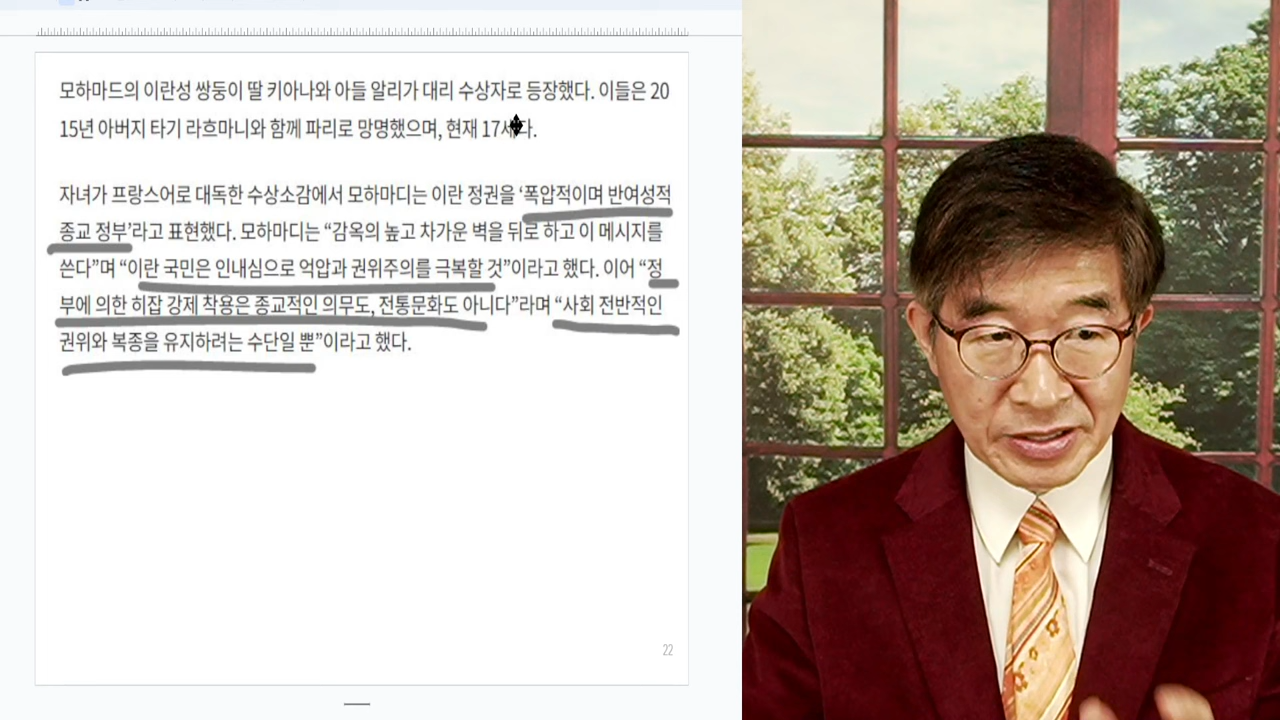 모하마드의 이란성 쌍둥이 딸 키아나와 아들 알리가 대리 수상자로 등장했다. 이들은 20
15년 아버지 타기 라흐마니와 함께 파리로 망명했으며, 현재 17세다.
자녀가 프랑스어로 대독한 수상소감에서 모하마디는 이란 정권을 ‘폭압적이며 반여성적
종교 정부’라고 표현했다. 모하마디는 “감옥의 높고 차가운 벽을 뒤로 하고 이 메시지를
쓴다”며 “이란 국민은 인내심으로 억압과 권위주의를 극복할 것”이라고 했다. 이어 “정
부에 의한 히잡 강제 착용은 종교적인 의무도, 전통문화도 아니다”라며 “사회 전반적인
권위와 복종을 유지하려는 수단일 뿐”이라고 했다.
22